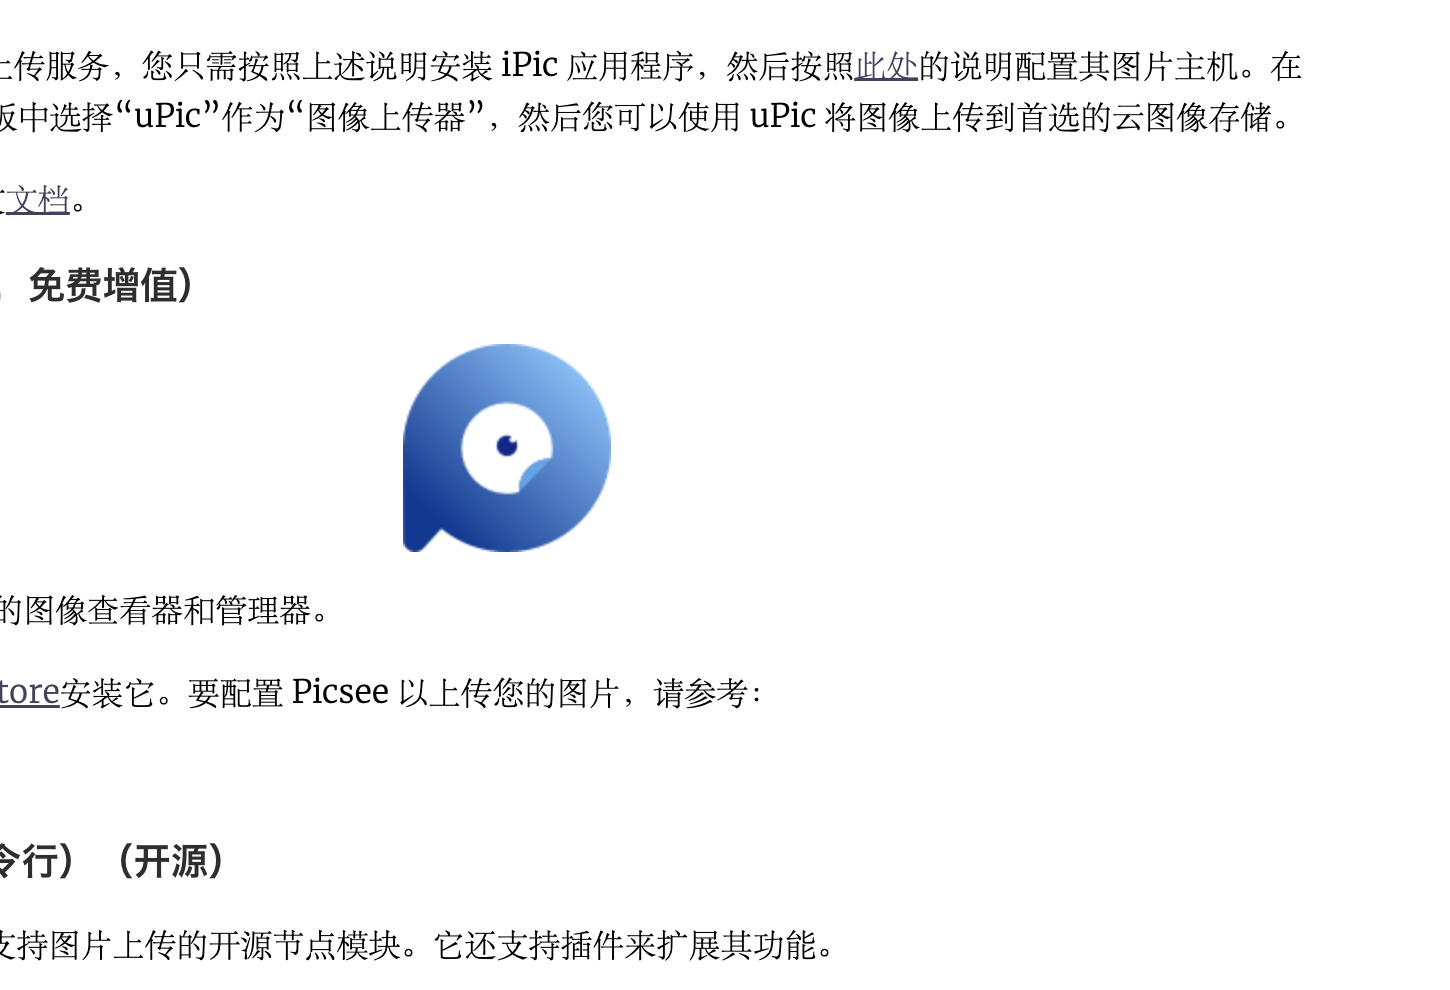 上传服务，您只需按照上述说明安装 iPic 应用程序，然后按照此处的说明配置其图片主机。在
板中选择“uPic”作为“图像上传器”，然后您可以使用 uPic 将图像上传到首选的云图像存储。
文档。
免费增值）
的图像查看器和管理器。
tore安装它。要配置 Picsee 以上传您的图片，请参考：
令行）（开源）
支持图片上传的开源节点模块。它还支持插件来扩展其功能。